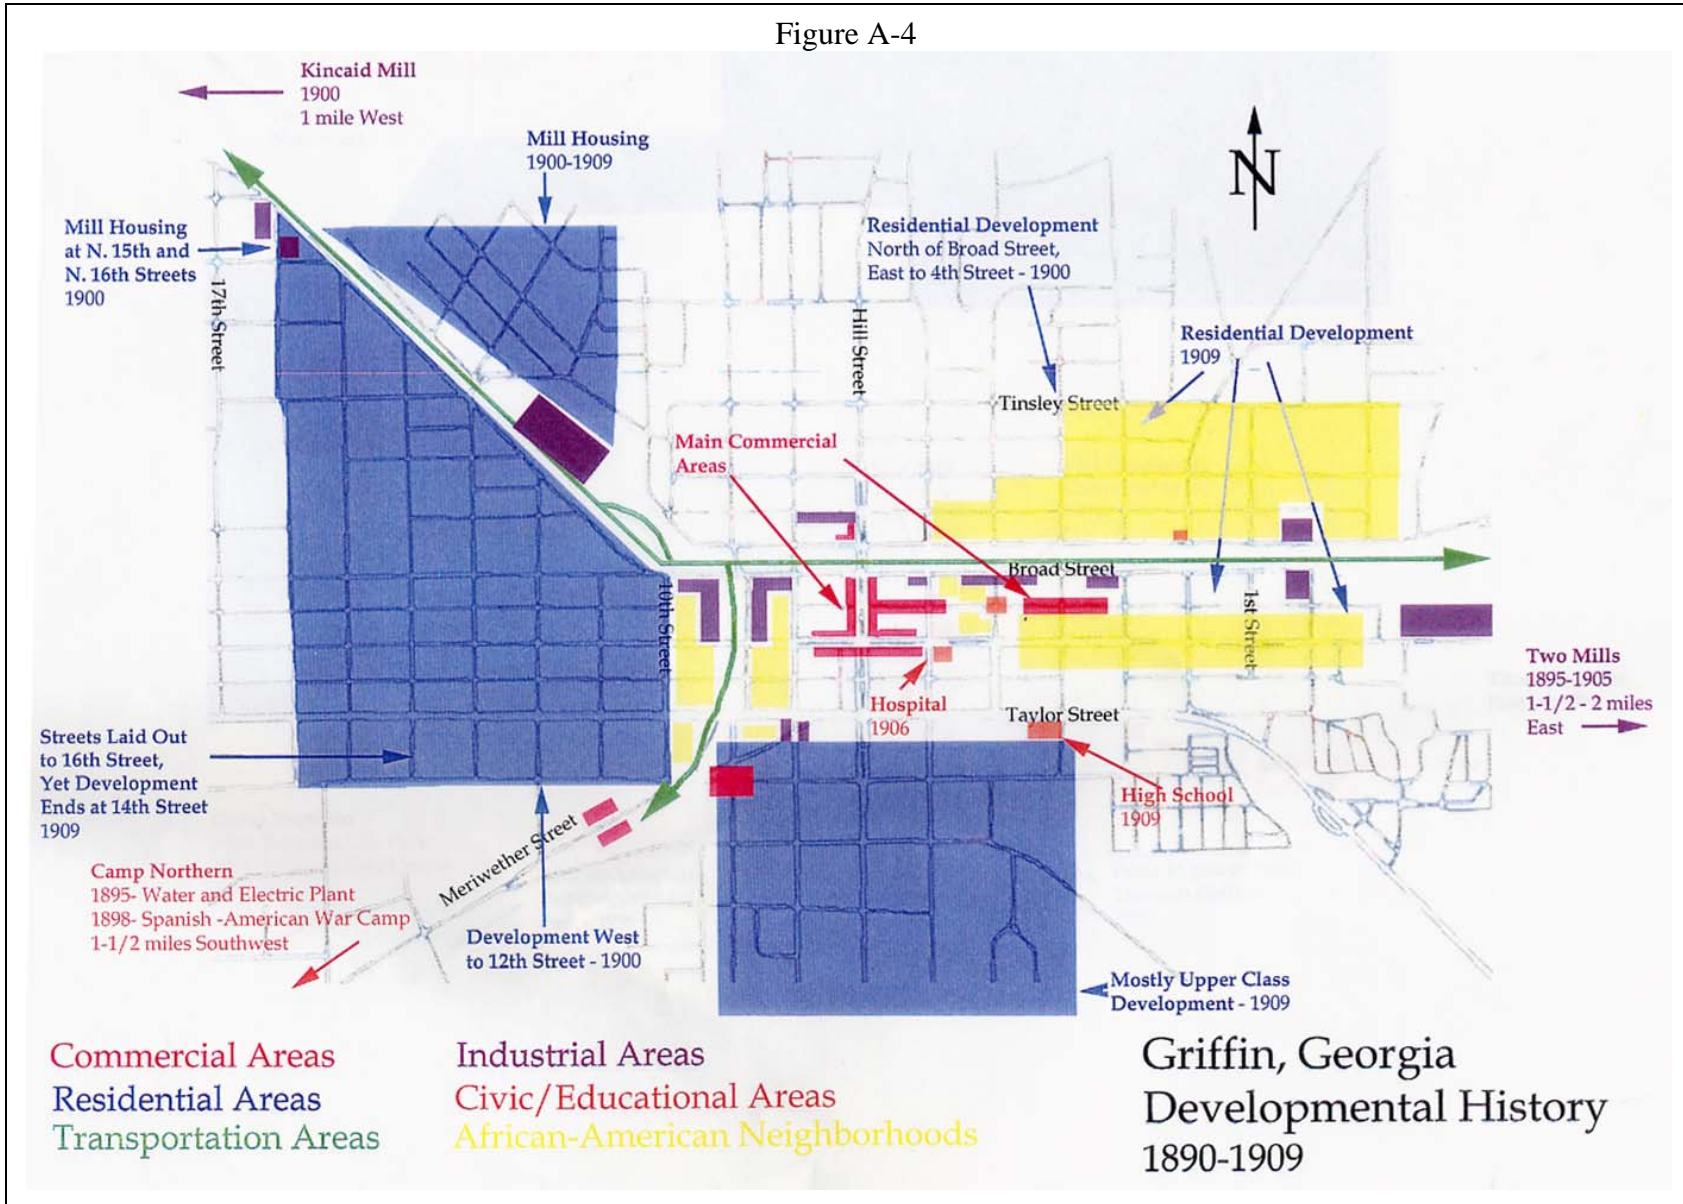 Figure A-4
Kincaid Mill
1900
1 mile West
Mill Housing
1900-1909
N
Mill Housing
at N. 15th and
N. 16th Streets
1900
Residential Development
North of Broad Street,
East to 4th Street - 1900
17th Street
Hill Street
Residential Development
1909
Tinsley Street
Main Commercial
Areas
Broad Street
10th Street
1st Street
Two Mills
1895-1905
1-1/2 - 2 miles
East
Hospital
1906
Taylor Street
Streets Laid Out
to 16th Street,
Yet Development
Ends at 14th Street
1909
High School
1909
Meriwether Street
Camp Northern
1895- Water and Electric Plant
1898- Spanish -American War Camp
1-1/2 miles Southwest
Development West
to 12th Street - 1900
Mostly Upper Class
Development - 1909
Commercial Areas
Residential Areas
Transportation Areas
Industrial Areas
Civic/Educational Areas
African-American Neighborhoods
Griffin, Georgia
Developmental History
1890-1909